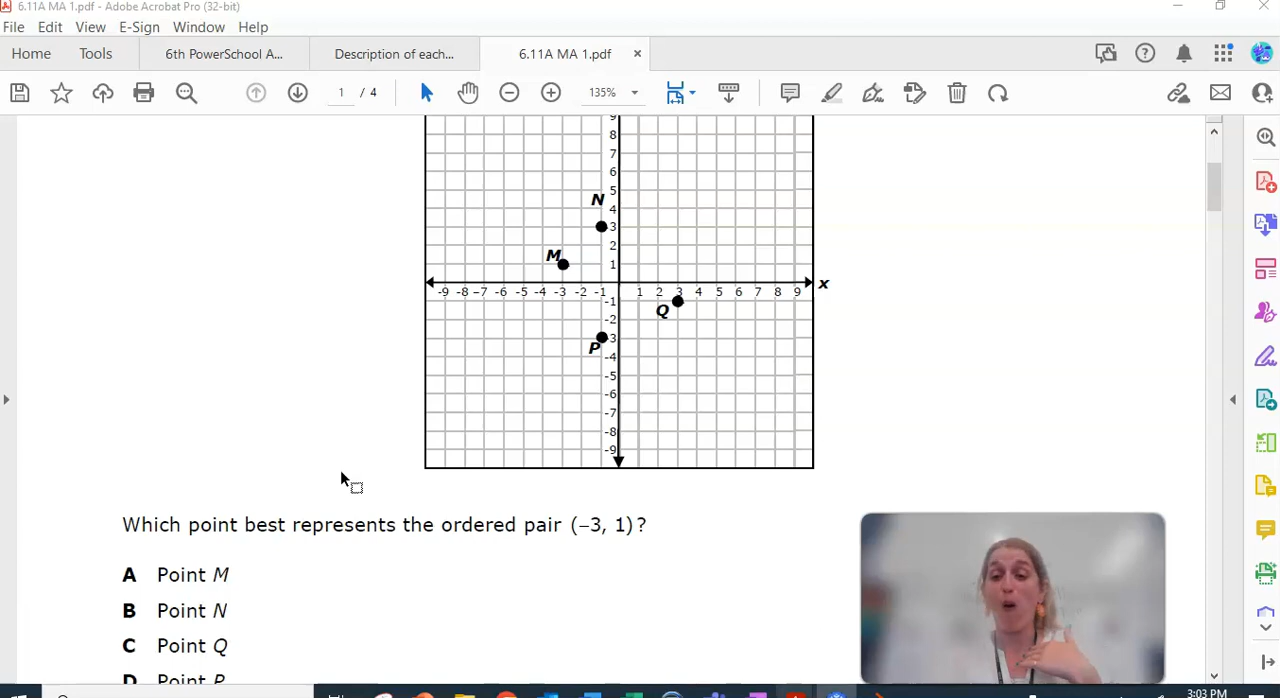 6.11A MA 1.pdf - Adobe Acrobat Pro (32-bit)
File Edit View E-Sign Window Help
Home Tools 6th PowerSchool A... Description of each... 6.11A MA 1.pdf ×
1 / 4 135%
9
8
7
6
5
4
3
2
1
N
M
-9 -8 -7 -6 -5 -4 -3 -2 -1 1 2 3 4 5 6 7 8 9 x
-1
-2
-3
-4
-5
-6
-7
-8
-9
Q
P
Which point best represents the ordered pair (−3, 1)?
A Point M
B Point N
C Point Q
D Point P
3:03 PM